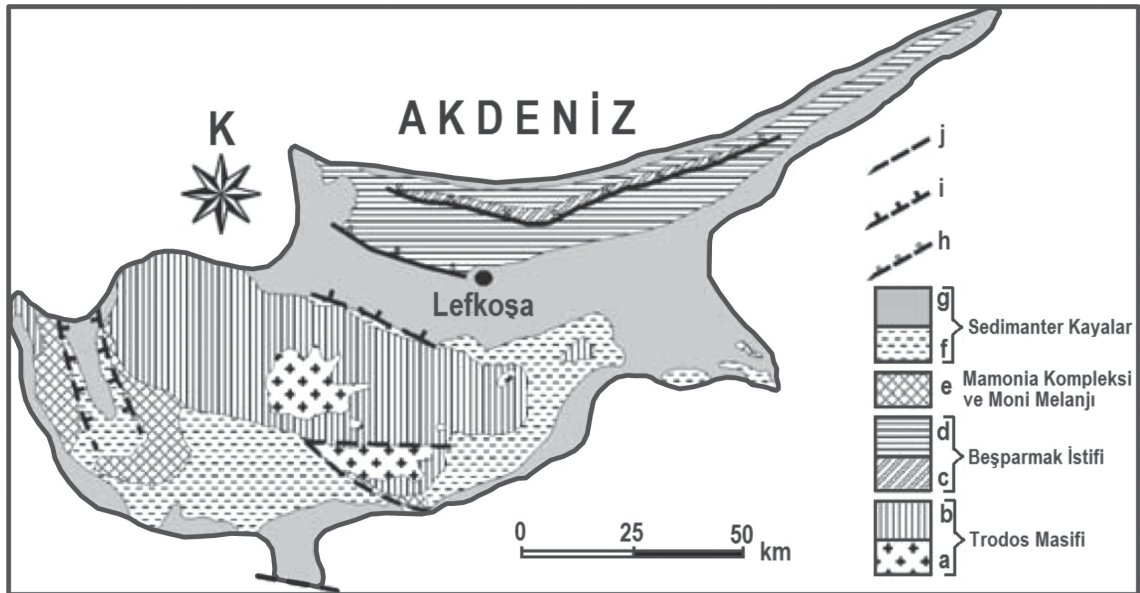 K
AKDENİZ
Lefkoşa
j
i
h
g
f
Sedimanter Kayalar
e
Mamonia Kompleksi
ve Moni Melanjı
d
c
Beşparmak İstifi
b
a
Trodos Masifi
0 25 50
km